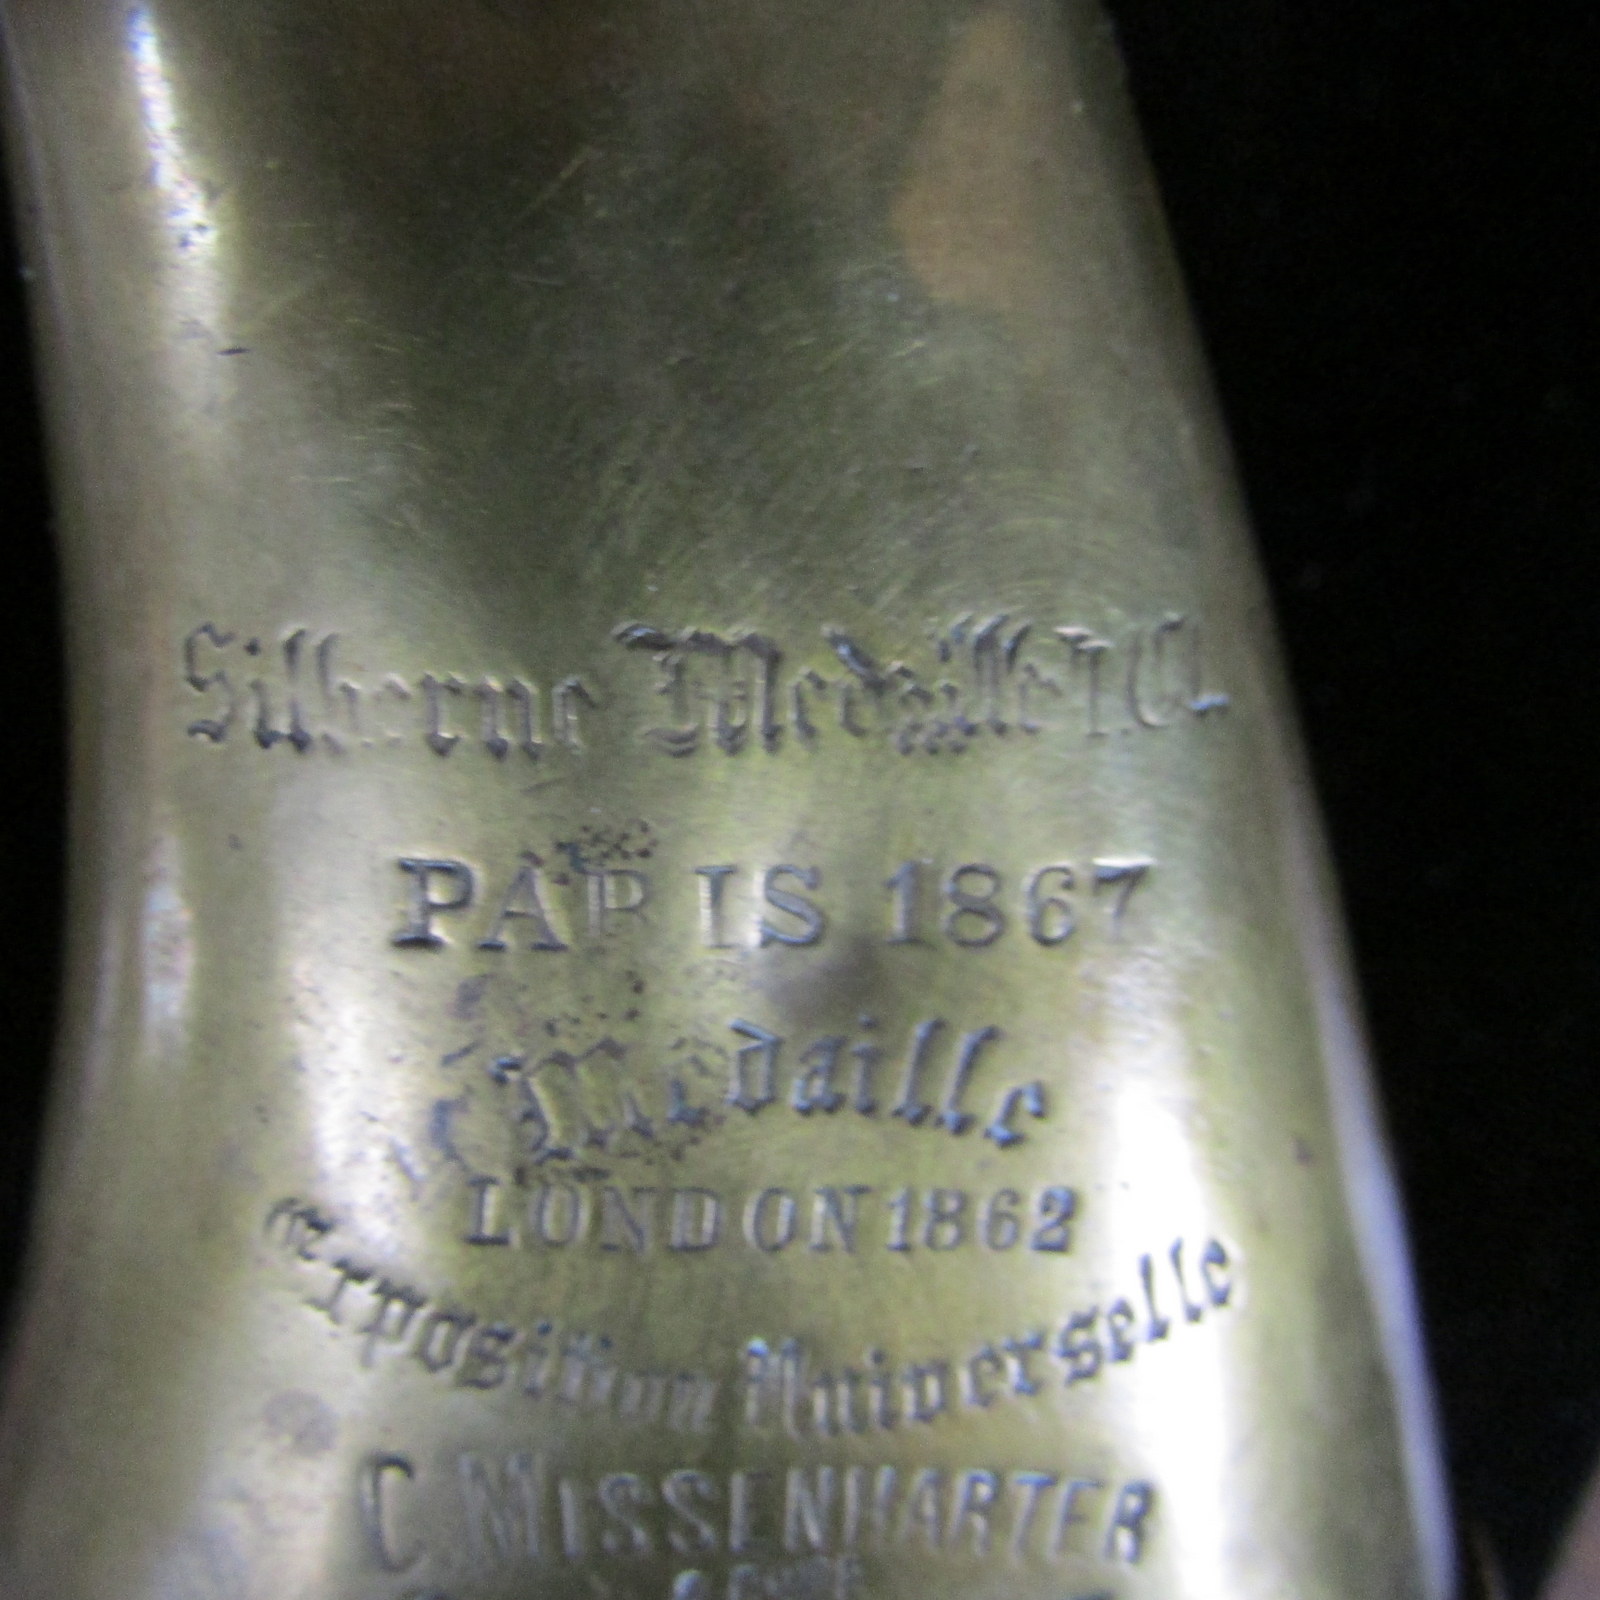 Silberne Medaille I. Cl.
PARIS 1867
Medaille
LONDON 1862
Exposition Universelle
C MISSENHARTER